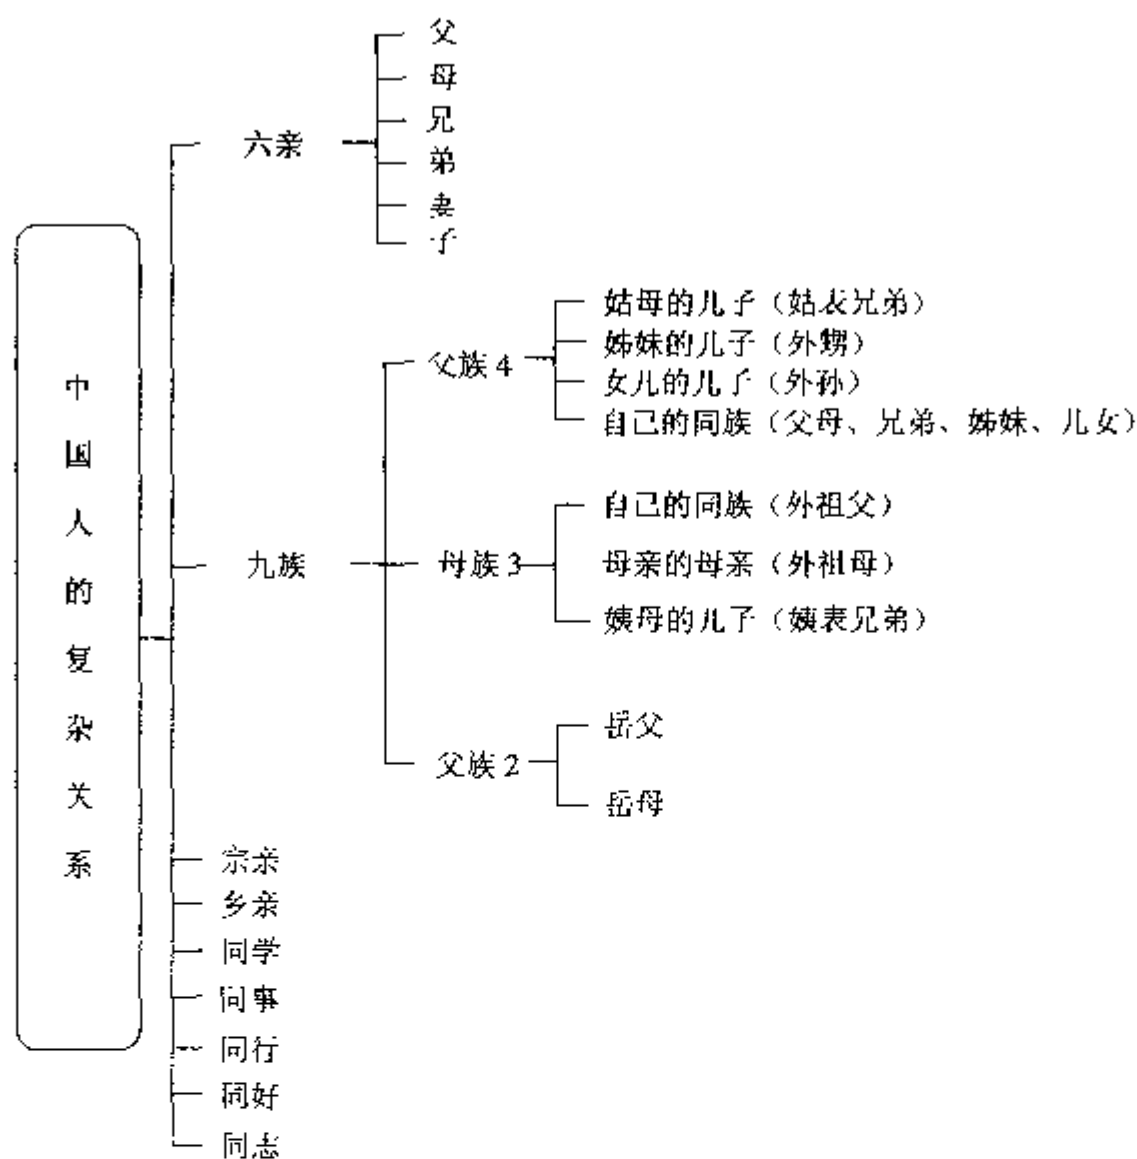 中国人的复杂关系
六亲
父
母
兄
弟
妻
子
九族
父族4
姑母的儿子（姑表兄弟）
姊妹的儿子（外甥）
女儿的儿子（外孙）
自己的同族（父母、兄弟、姊妹、儿女）
母族3
自己的同族（外祖父）
母亲的母亲（外祖母）
姨母的儿子（姨表兄弟）
父族2
岳父
岳母
宗亲
乡亲
同学
同事
同行
同好
同志